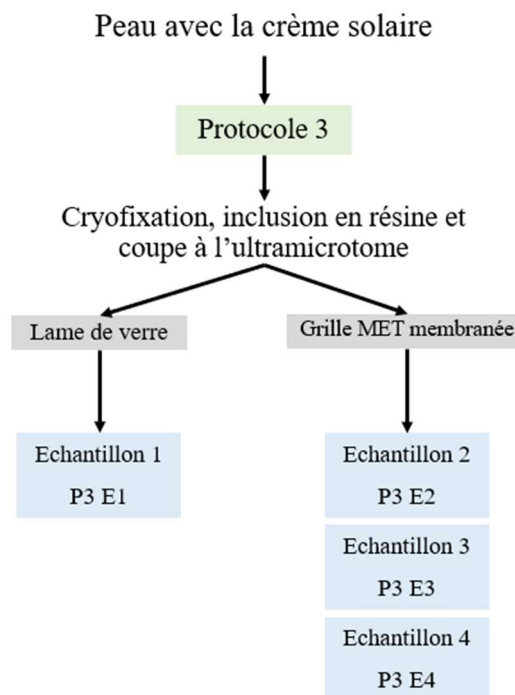 Peau avec la crème solaire
Protocole 3
Cryofixation, inclusion en résine et
coupe à l’ultramicrotome
Lame de verre
Grille MET membranée
Echantillon 1
P3 E1
Echantillon 2
P3 E2
Echantillon 3
P3 E3
Echantillon 4
P3 E4